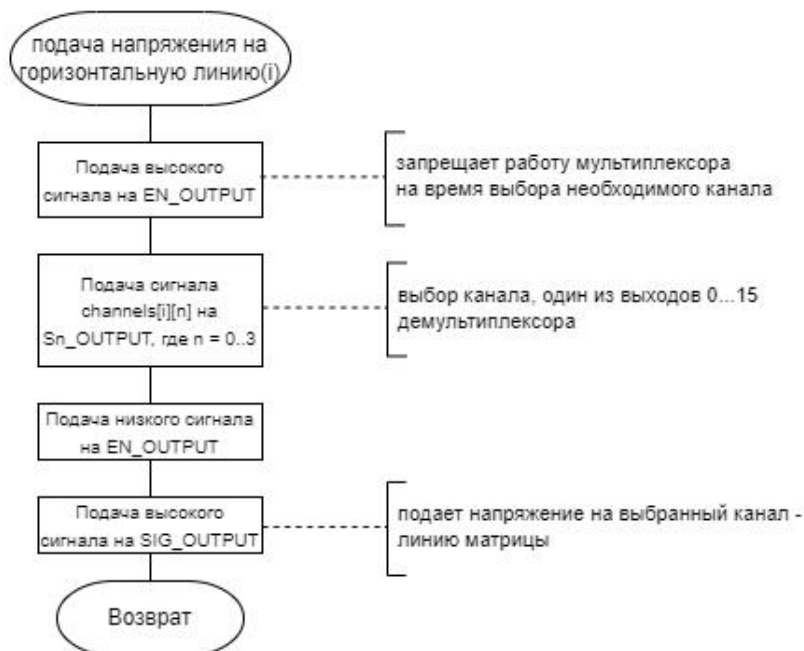 подача напряжения на
горизонтальную линию(i)
Подача высокого
сигнала на EN_OUTPUT
запрещает работу мультиплексора
на время выбора необходимого канала
Подача сигнала
channels[i][n] на
Sn_OUTPUT, где n = 0..3
выбор канала, один из выходов 0...15
демультиплексора
Подача низкого сигнала
на EN_OUTPUT
Подача высокого
сигнала на SIG_OUTPUT
подает напряжение на выбранный канал -
линию матрицы
Возврат